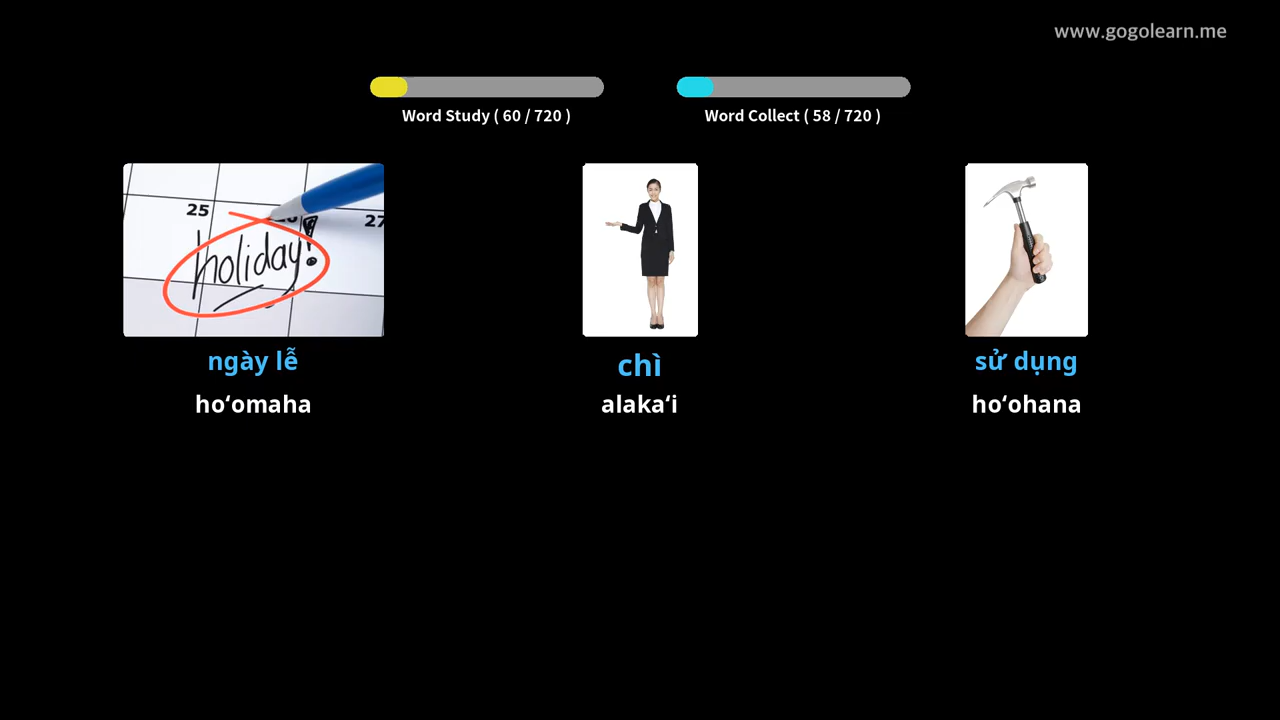 www.gogolearn.me
Word Study ( 60 / 720 )
Word Collect ( 58 / 720 )
25
27
holiday!
ngày lễ
chì
sử dụng
hoʻomaha
alakaʻi
hoʻohana